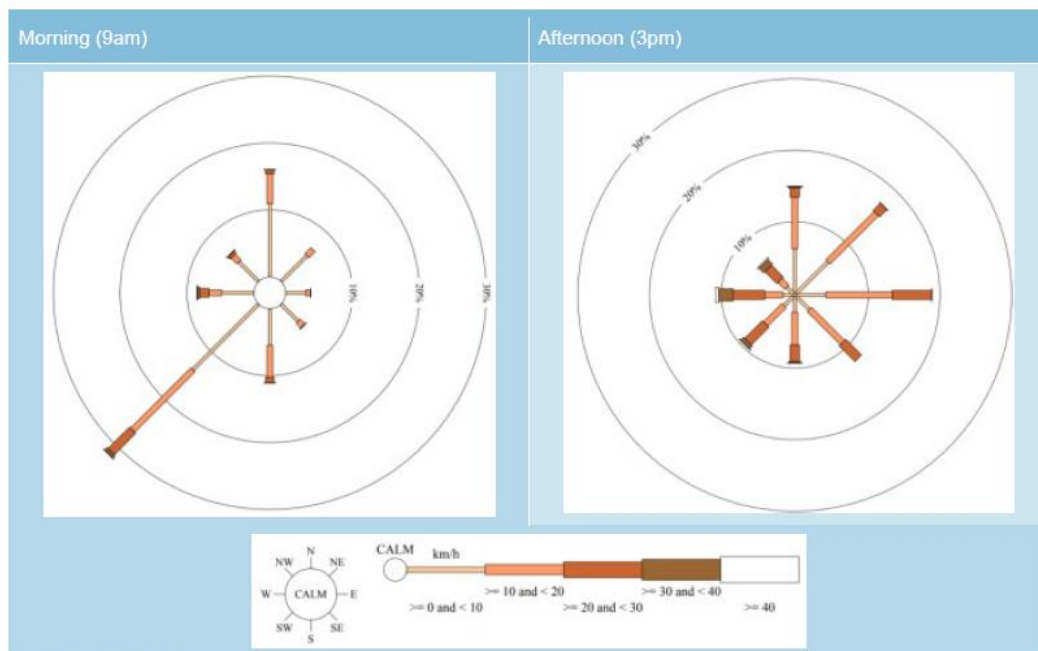 Morning (9am)
Afternoon (3pm)
10%
20%
30%
30%
20%
10%
N
NW
NE
W
CALM
E
SW
SE
S
CALM
km/h
>= 10 and < 20
>= 30 and < 40
>= 0 and < 10
>= 20 and < 30
>= 40